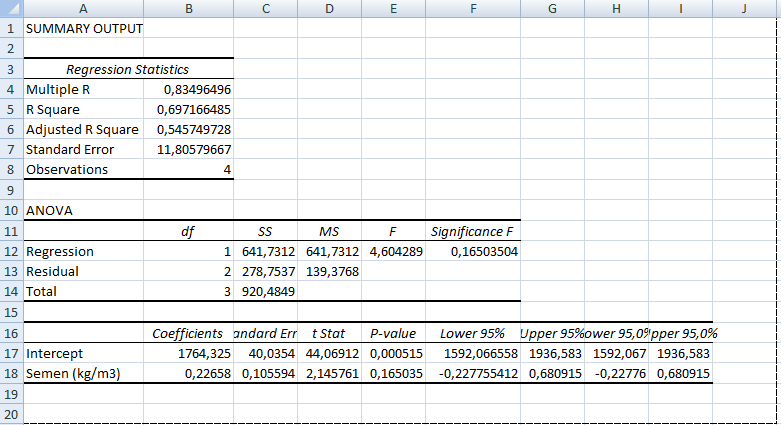 A B C D E F G H I J
1 SUMMARY OUTPUT
2
3 Regression Statistics
4 Multiple R 0,83496496
5 R Square 0,697166485
6 Adjusted R Square 0,545749728
7 Standard Error 11,80579667
8 Observations 4
9
10 ANOVA
11 df SS MS F Significance F
12 Regression 1 641,7312 641,7312 4,604289 0,16503504
13 Residual 2 278,7537 139,3768
14 Total 3 920,4849
15
16 Coefficients andard Err t Stat P-value Lower 95% Upper 95% ower 95,0% pper 95,0%
17 Intercept 1764,325 40,0354 44,06912 0,000515 1592,066558 1936,583 1592,067 1936,583
18 Semen (kg/m3) 0,22658 0,105594 2,145761 0,165035 -0,227755412 0,680915 -0,22776 0,680915
19
20